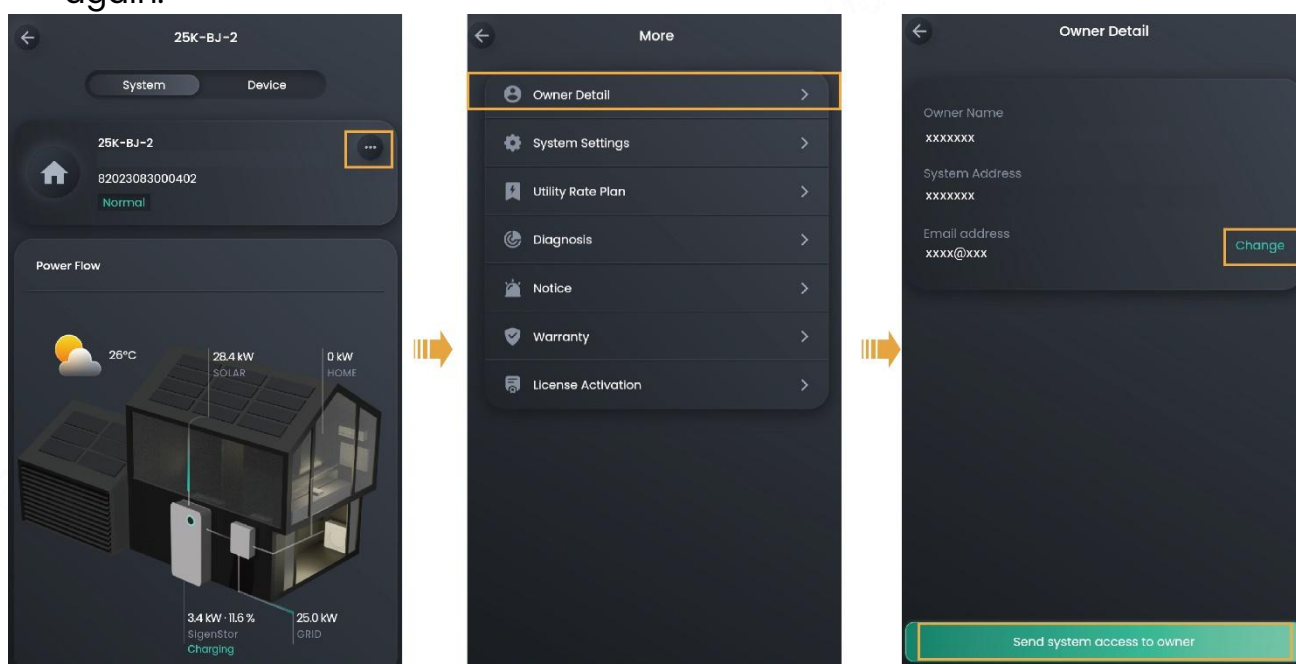 again.
25K-BJ-2
System Device
25K-BJ-2
82023083000402
Normal
Power Flow
26°C
28.4 kW
SOLAR
0 kW
HOME
3.4 kW · 11.6 %
SigenStor
Charging
25.0 kW
GRID
More
Owner Detail
System Settings
Utility Rate Plan
Diagnosis
Notice
Warranty
License Activation
Owner Detail
Owner Name
xxxxxxx
System Address
xxxxxxx
Email address
xxxx@xxx
Change
Send system access to owner